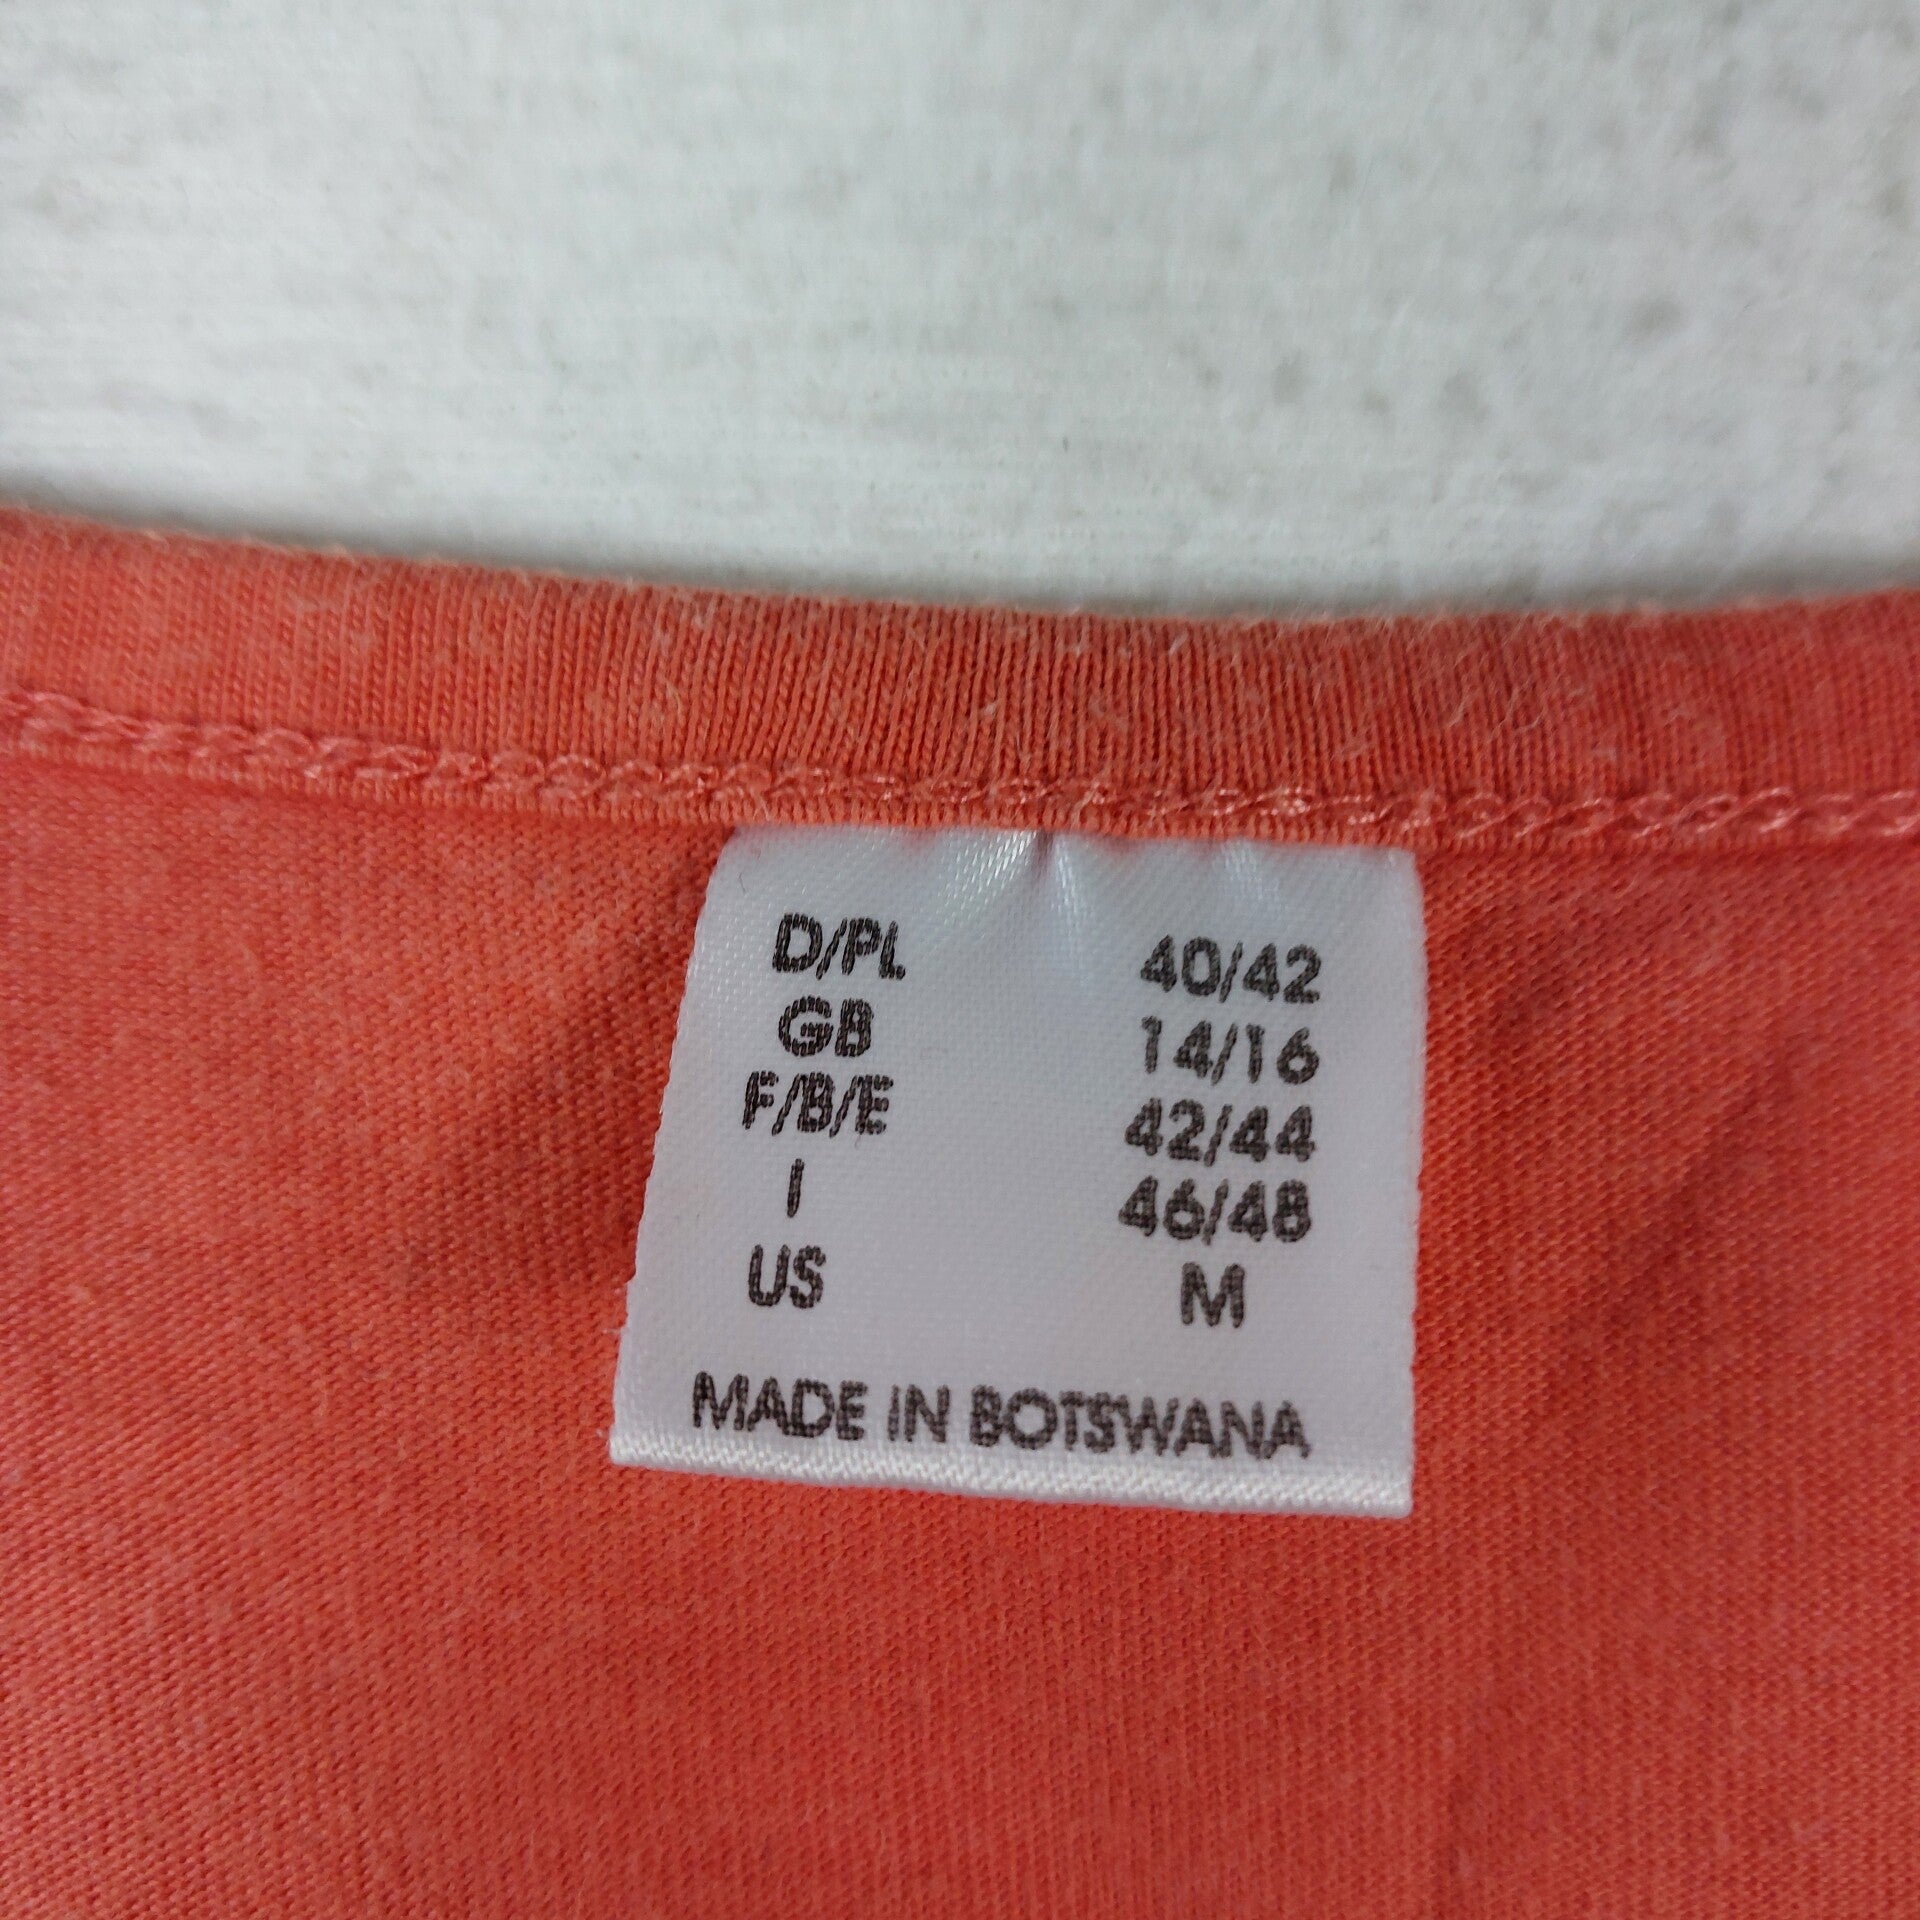 D/PL 40/42
GB 14/16
F/B/E 42/44
I 46/48
US M
MADE IN BOTSWANA